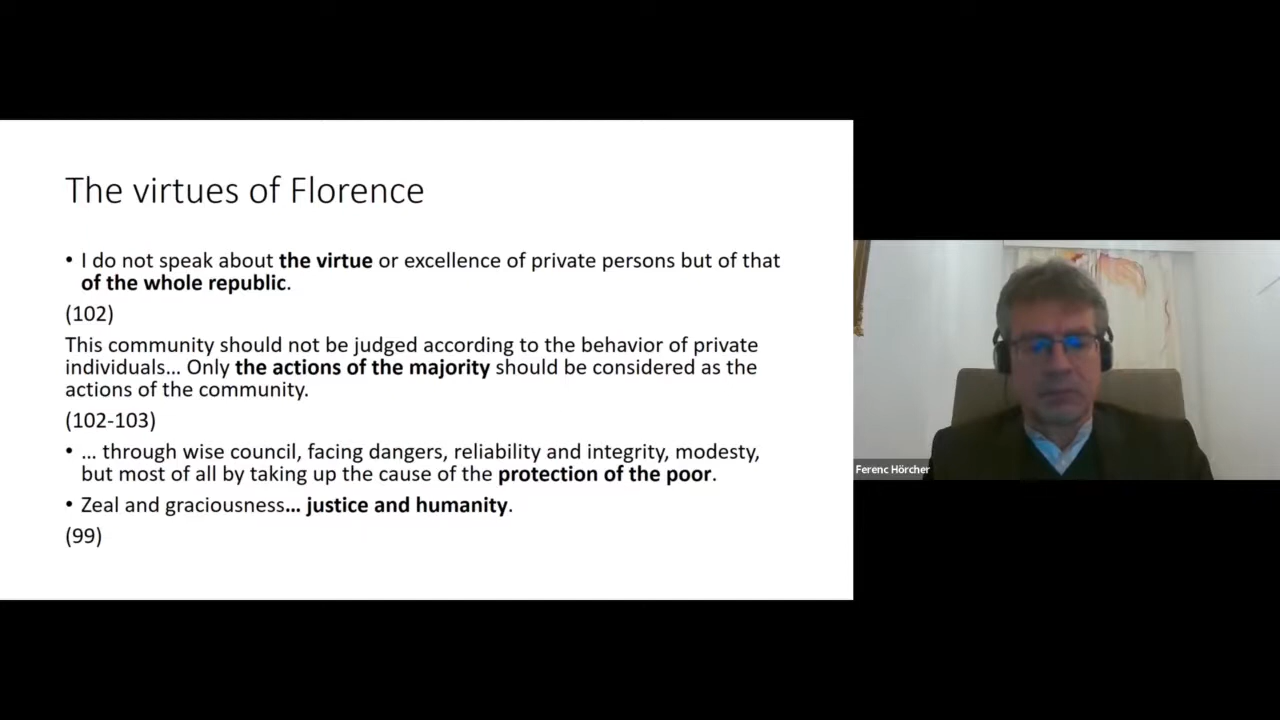 The virtues of Florence
• I do not speak about the virtue or excellence of private persons but of that
of the whole republic.
(102)
This community should not be judged according to the behavior of private
individuals… Only the actions of the majority should be considered as the
actions of the community.
(102-103)
• … through wise council, facing dangers, reliability and integrity, modesty,
but most of all by taking up the cause of the protection of the poor.
• Zeal and graciousness… justice and humanity.
(99)
Ferenc Hörcher